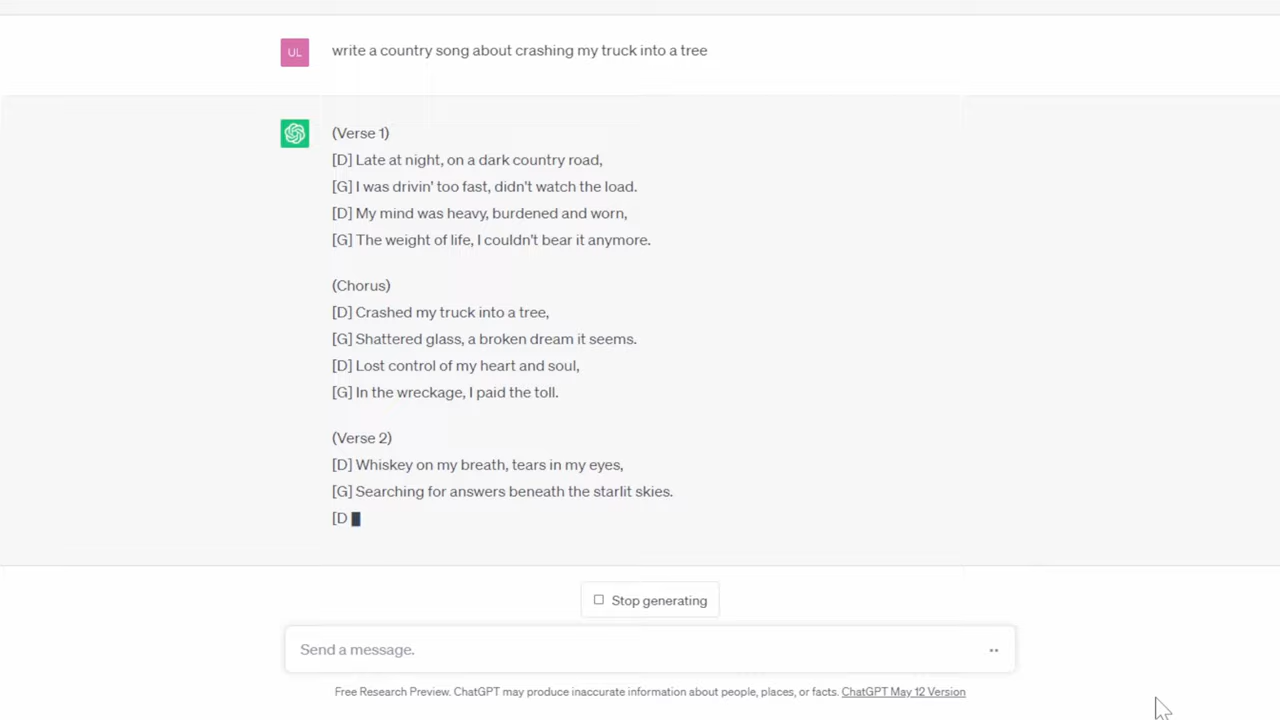 UL
write a country song about crashing my truck into a tree
(Verse 1)
[D] Late at night, on a dark country road,
[G] I was drivin' too fast, didn't watch the load.
[D] My mind was heavy, burdened and worn,
[G] The weight of life, I couldn't bear it anymore.
(Chorus)
[D] Crashed my truck into a tree,
[G] Shattered glass, a broken dream it seems.
[D] Lost control of my heart and soul,
[G] In the wreckage, I paid the toll.
(Verse 2)
[D] Whiskey on my breath, tears in my eyes,
[G] Searching for answers beneath the starlit skies.
[D
Stop generating
Send a message.
Free Research Preview. ChatGPT may produce inaccurate information about people, places, or facts. ChatGPT May 12 Version